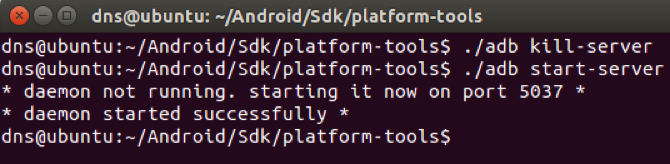 dns@ubuntu: ~/Android/Sdk/platform-tools
dns@ubuntu:~/Android/Sdk/platform-tools$ ./adb kill-server
dns@ubuntu:~/Android/Sdk/platform-tools$ ./adb start-server
* daemon not running. starting it now on port 5037 *
* daemon started successfully *
dns@ubuntu:~/Android/Sdk/platform-tools$